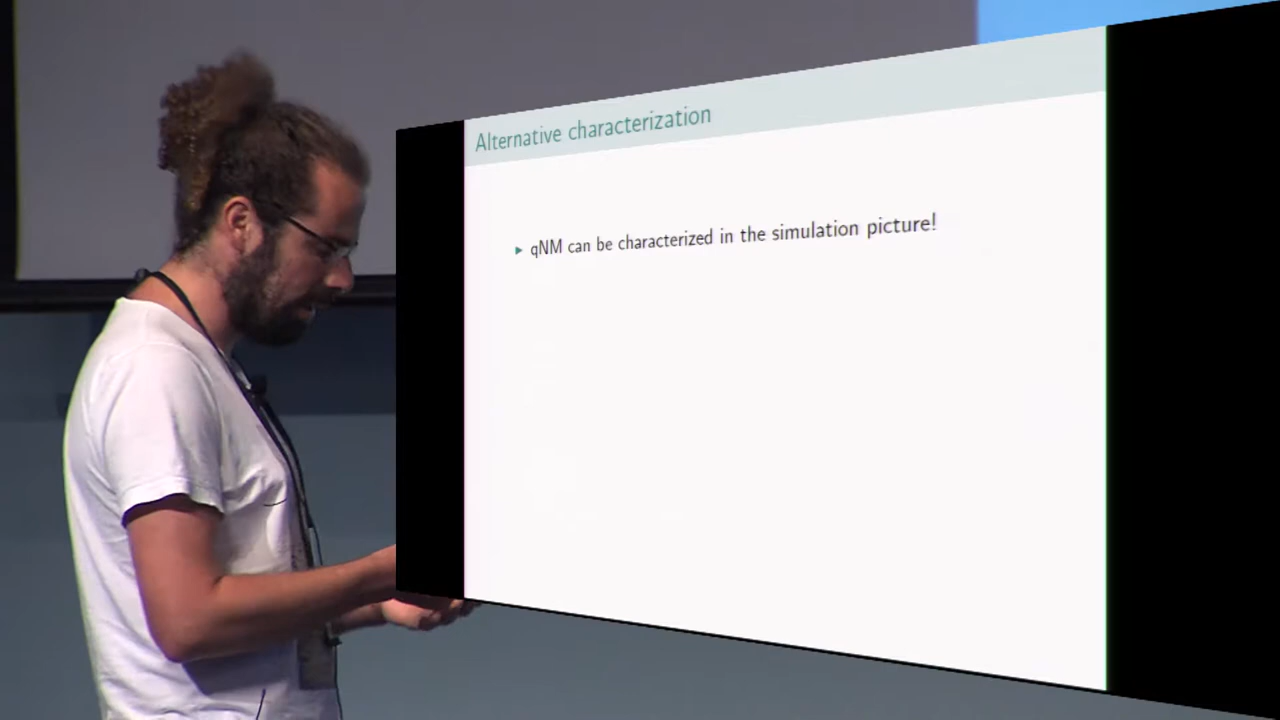 Alternative characterization
▶ qNM can be characterized in the simulation picture!